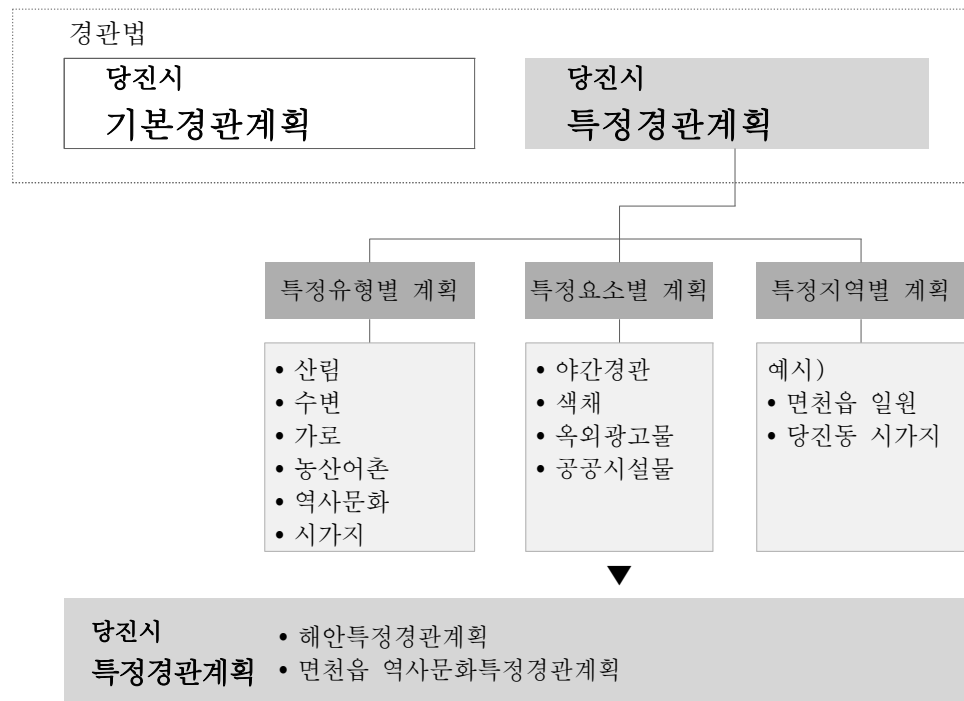 경관법
당진시
기본경관계획
당진시
특정경관계획
특정유형별 계획
• 산림
• 수변
• 가로
• 농산어촌
• 역사문화
• 시가지
특정요소별 계획
• 야간경관
• 색채
• 옥외광고물
• 공공시설물
특정지역별 계획
예시)
• 면천읍 일원
• 당진동 시가지
당진시
특정경관계획
• 해안특정경관계획
• 면천읍 역사문화특정경관계획